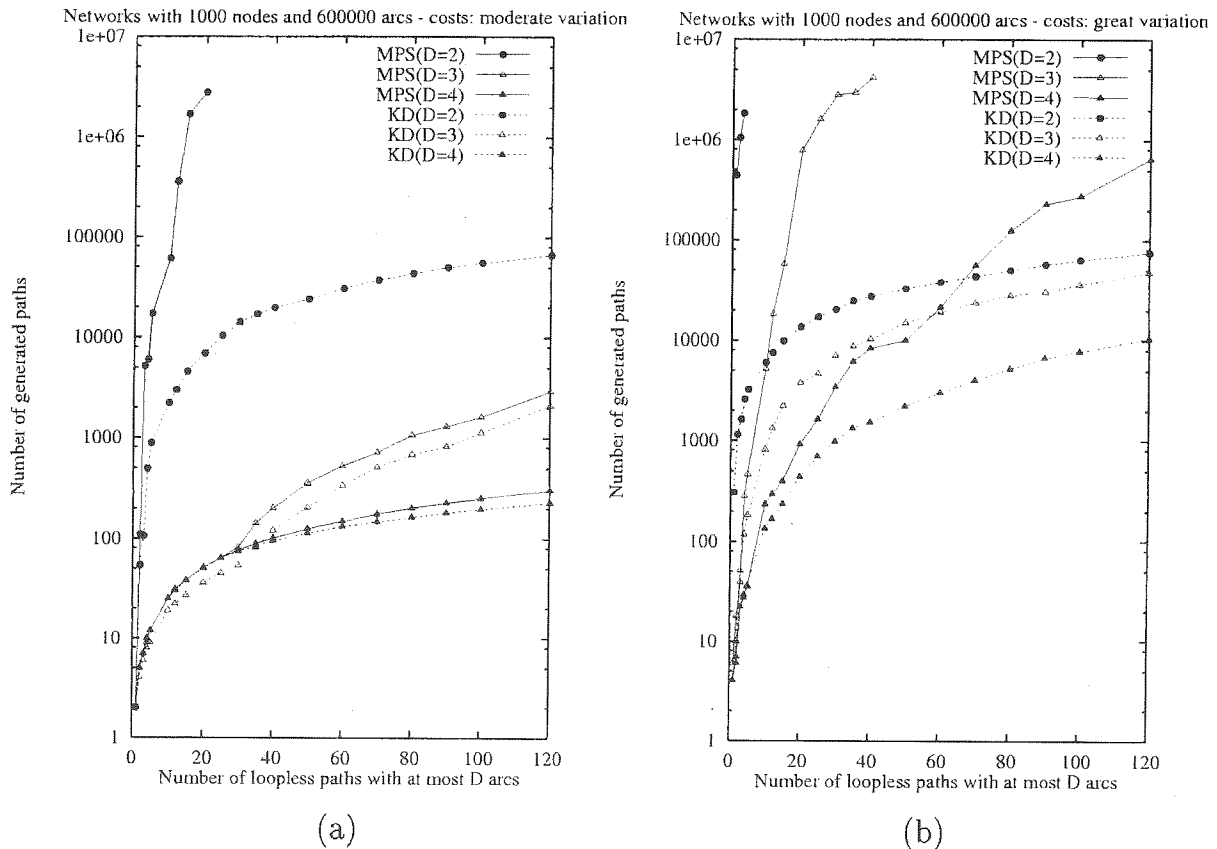 Networks with 1000 nodes and 600000 arcs - costs: moderate variation
1e+07
1e+06
100000
10000
1000
100
10
1
Number of generated paths
MPS(D=2)
MPS(D=3)
MPS(D=4)
KD(D=2)
KD(D=3)
KD(D=4)
0 20 40 60 80 100 120
Number of loopless paths with at most D arcs
(a)
Networks with 1000 nodes and 600000 arcs - costs: great variation
1e+07
1e+06
100000
10000
1000
100
10
1
Number of generated paths
MPS(D=2)
MPS(D=3)
MPS(D=4)
KD(D=2)
KD(D=3)
KD(D=4)
0 20 40 60 80 100 120
Number of loopless paths with at most D arcs
(b)